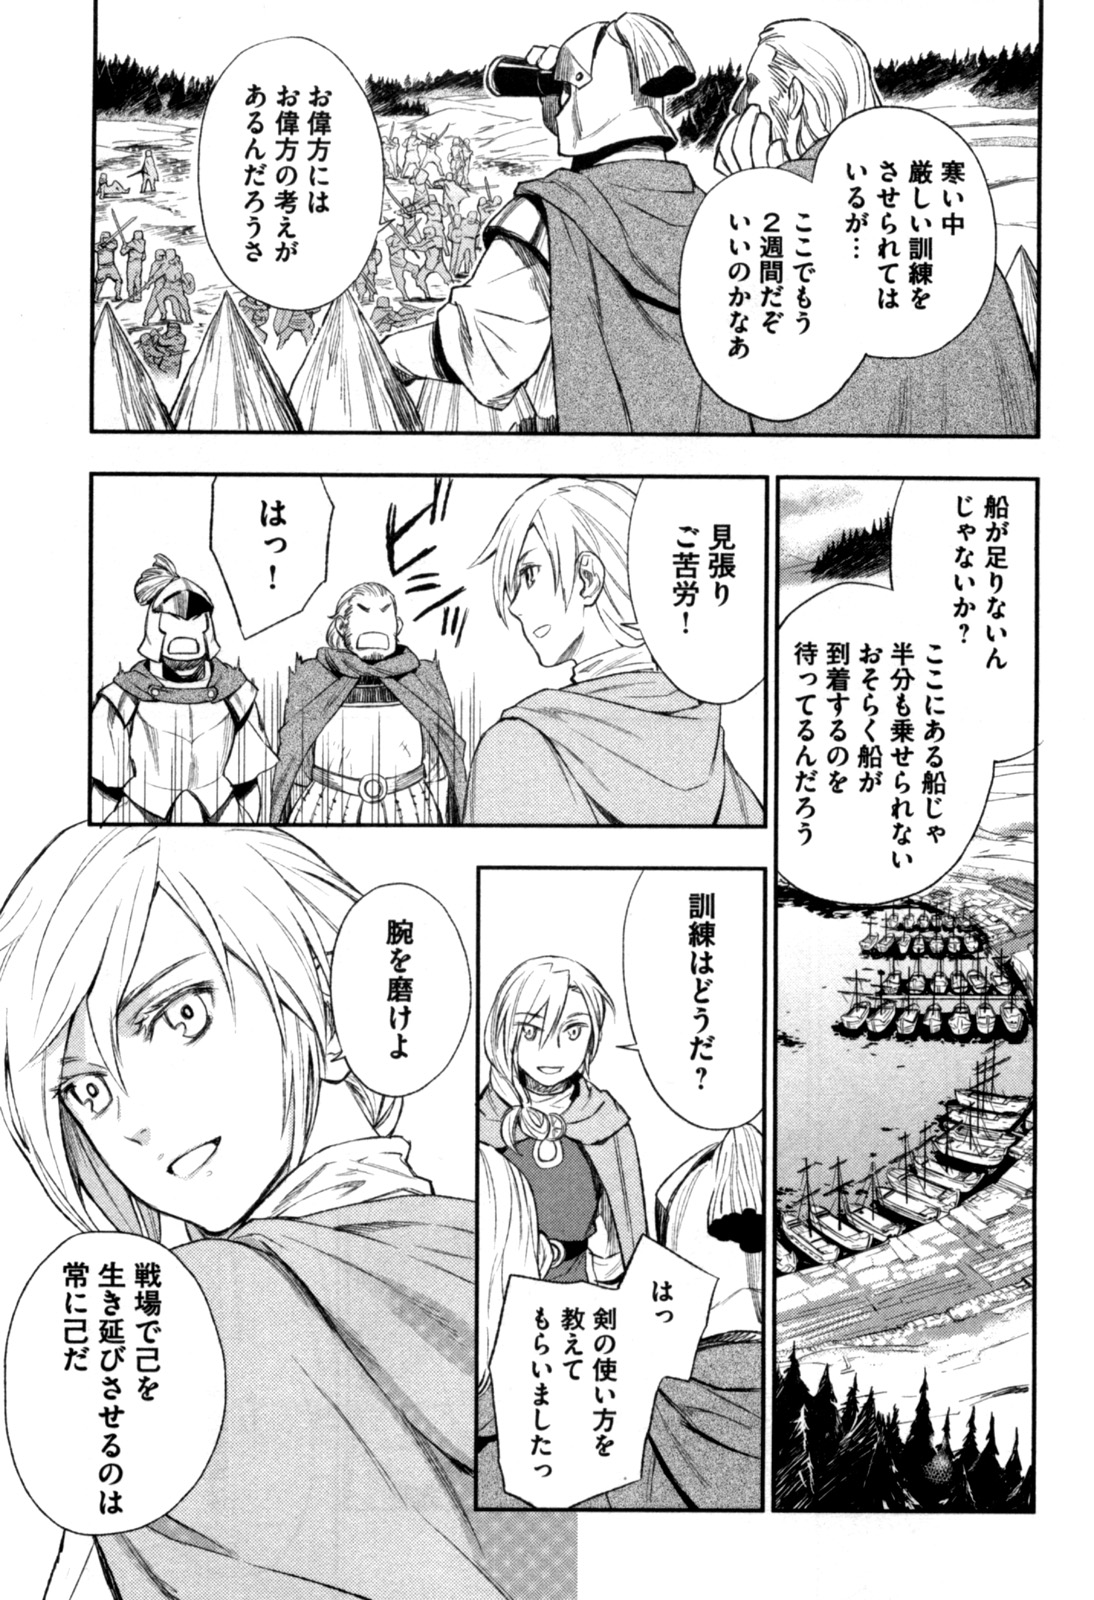 寒い中
厳しい訓練を
させられては
いるが…
ここでもう
2週間だぞ
いいのかなあ
お偉方には
お偉方の考えが
あるんだろうさ
船が足りないん
じゃないか?
ここにある船じゃ
半分も乗せられない
おそらく船が
到着するのを
待ってるんだろう
見張り
ご苦労!
ビシッ
はっ!
訓練はどうだ?
はっ
剣の使い方を
教えて
もらいましたっ
腕を磨けよ
戦場で己を
生き延びさせるのは
常に己だ